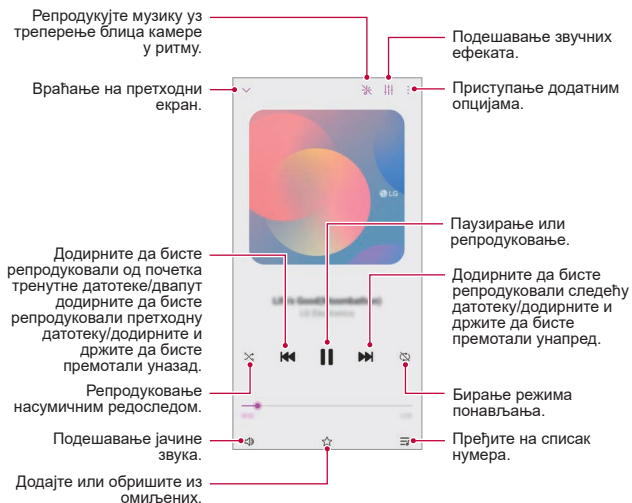 Репродукујте музику уз
треперење блица камере
у ритму.
Подешавање звучних
ефеката.
Враћање на претходни
екран.
Приступање додатним
опцијама.
LG
Паузирање или
репродуковање.
Додирните да бисте
репродуковали од почетка
тренутне датотеке/двапут
додирните да бисте
репродуковали претходну
датотеку/додирните и
држите да бисте
премотали уназад.
Додирните да бисте
репродуковали следећу
датотеку/додирните и
држите да бисте
премотали унапред.
LG Electronics
Репродуковање
насумичним редоследом.
Бирање режима
понављања.
Подешавање јачине
звука.
Пређите на списак
нумера.
Додајте или обришите из
омиљених.